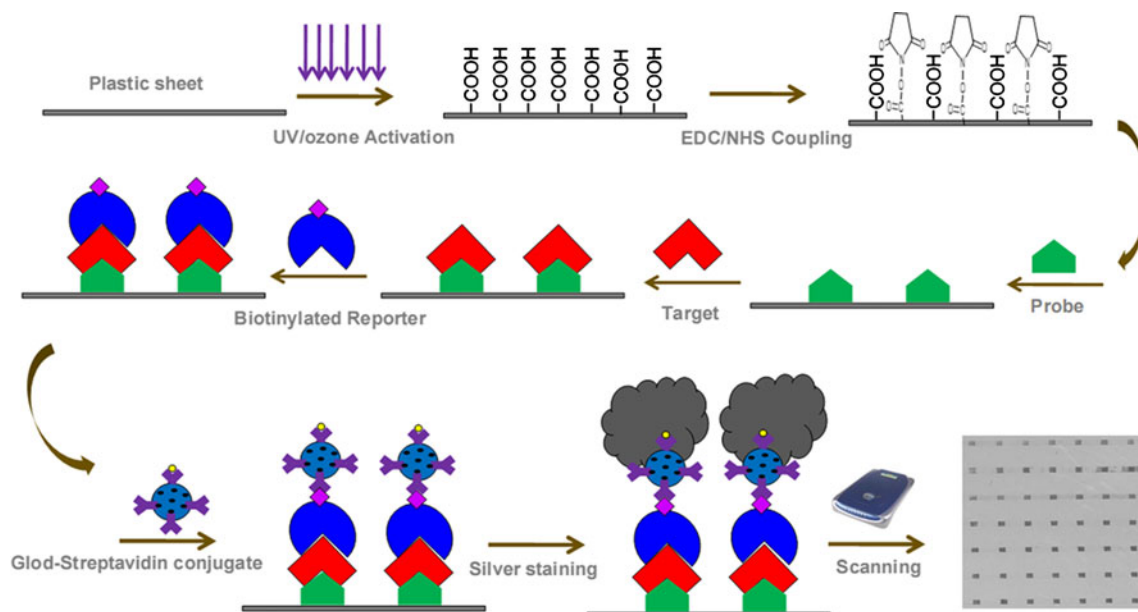 Plastic sheet
UV/ozone Activation
COOH COOH COOH COOH COOH COOH COOH
EDC/NHS Coupling
COOH COOH COOH COOH
Biotinylated Reporter
Target
Probe
Glod-Streptavidin conjugate
Silver staining
Scanning